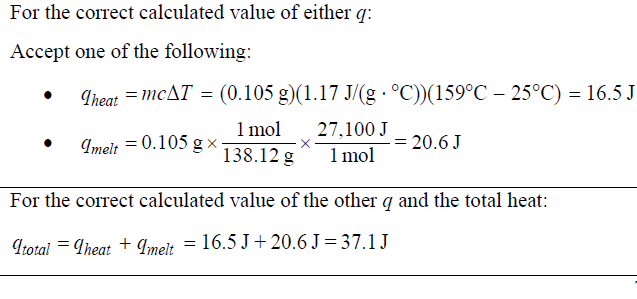 For the correct calculated value of either q:
Accept one of the following:
• q_heat = mcΔT = (0.105 g)(1.17 J/(g · °C))(159°C − 25°C) = 16.5 J
• q_melt = 0.105 g × 1 mol/138.12 g × 27,100 J/1 mol = 20.6 J
For the correct calculated value of the other q and the total heat:
q_total = q_heat + q_melt = 16.5 J + 20.6 J = 37.1 J